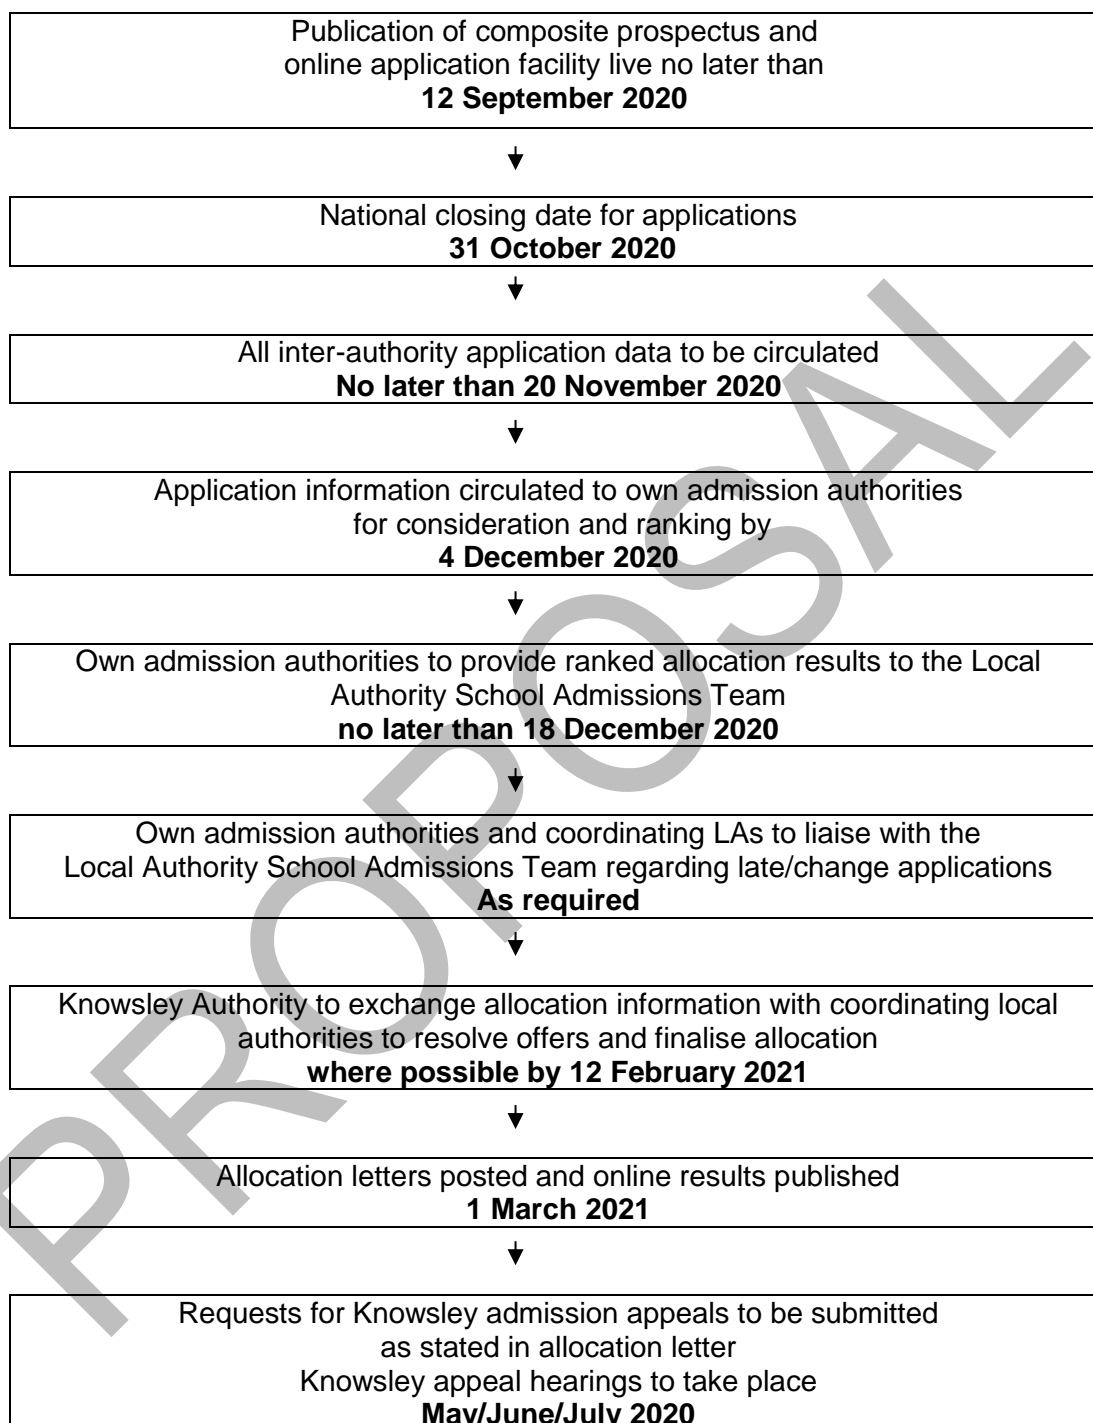 Publication of composite prospectus and
online application facility live no later than
12 September 2020
National closing date for applications
31 October 2020
All inter-authority application data to be circulated
No later than 20 November 2020
Application information circulated to own admission authorities
for consideration and ranking by
4 December 2020
Own admission authorities to provide ranked allocation results to the Local
Authority School Admissions Team
no later than 18 December 2020
Own admission authorities and coordinating LAs to liaise with the
Local Authority School Admissions Team regarding late/change applications
As required
Knowsley Authority to exchange allocation information with coordinating local
authorities to resolve offers and finalise allocation
where possible by 12 February 2021
Allocation letters posted and online results published
1 March 2021
Requests for Knowsley admission appeals to be submitted
as stated in allocation letter
Knowsley appeal hearings to take place
May/June/July 2020
PROPOSAL